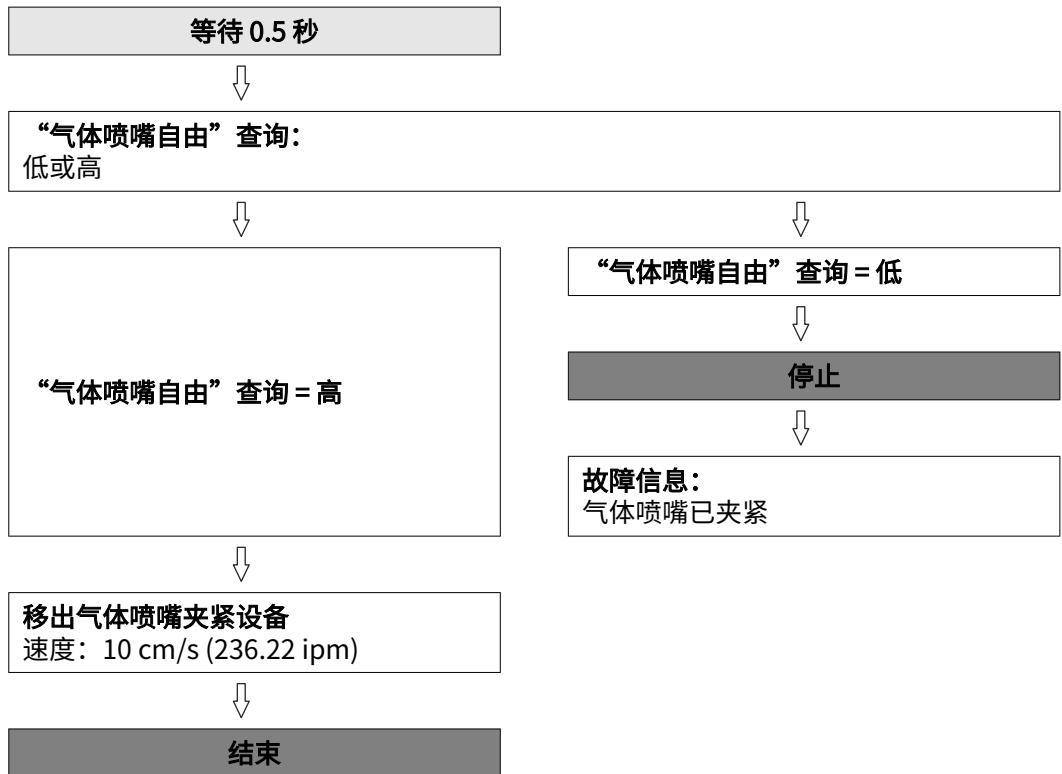 等待 0.5 秒
“气体喷嘴自由”查询：
低或高
“气体喷嘴自由”查询 = 高
“气体喷嘴自由”查询 = 低
停止
故障信息：
气体喷嘴已夹紧
移出气体喷嘴夹紧设备
速度：10 cm/s (236.22 ipm)
结束